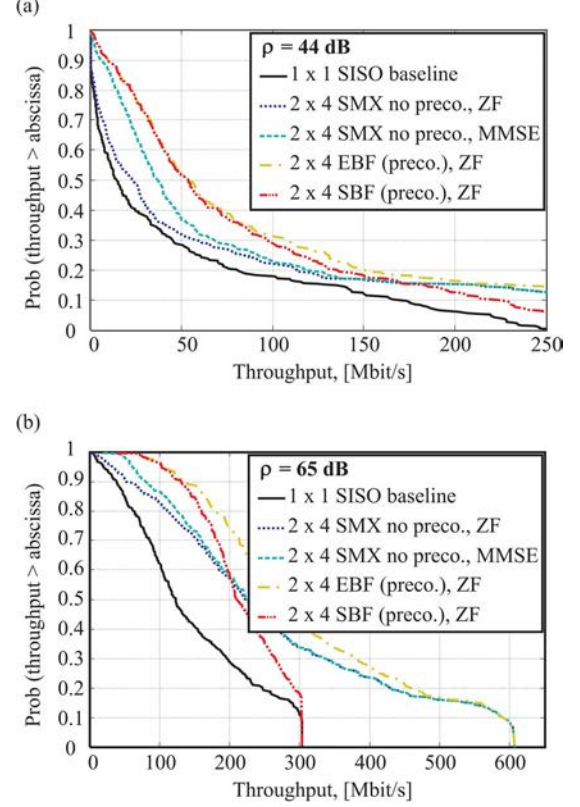 (a)
ρ = 44 dB
1 x 1 SISO baseline
2 x 4 SMX no preco., ZF
2 x 4 SMX no preco., MMSE
2 x 4 EBF (preco.), ZF
2 x 4 SBF (preco.), ZF
Prob (throughput > abscissa)
1
0.9
0.8
0.7
0.6
0.5
0.4
0.3
0.2
0.1
0
0 50 100 150 200 250
Throughput, [Mbit/s]
(b)
ρ = 65 dB
1 x 1 SISO baseline
2 x 4 SMX no preco., ZF
2 x 4 SMX no preco., MMSE
2 x 4 EBF (preco.), ZF
2 x 4 SBF (preco.), ZF
Prob (throughput > abscissa)
1
0.9
0.8
0.7
0.6
0.5
0.4
0.3
0.2
0.1
0
0 100 200 300 400 500 600
Throughput, [Mbit/s]